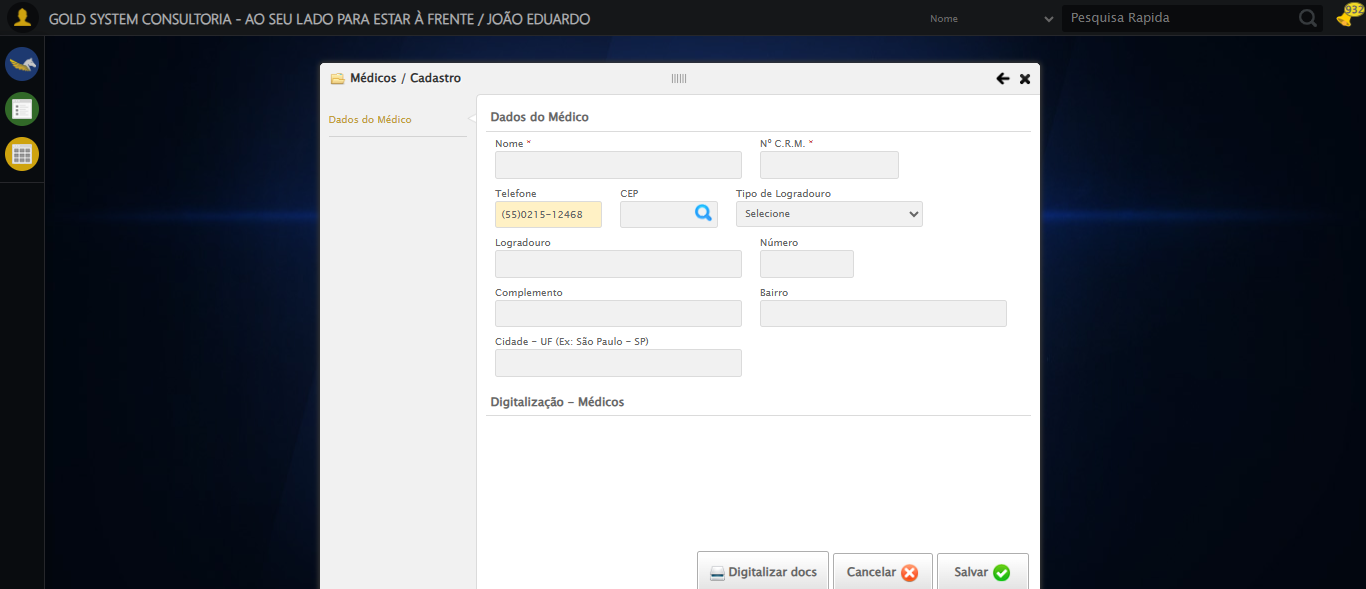 GOLD SYSTEM CONSULTORIA - AO SEU LADO PARA ESTAR À FRENTE / JOÃO EDUARDO
Nome
Pesquisa Rapida
932
Médicos / Cadastro
Dados do Médico
Dados do Médico
Nome *
Nº C.R.M. *
Telefone
CEP
Tipo de Logradouro
(55)0215-12468
Selecione
Logradouro
Número
Complemento
Bairro
Cidade - UF (Ex: São Paulo - SP)
Digitalização - Médicos
Digitalizar docs
Cancelar
Salvar